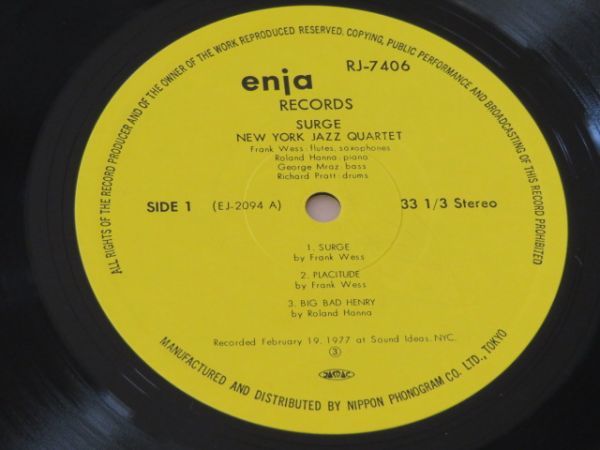 ALL RIGHTS OF THE RECORD PRODUCER AND OF THE OWNER OF THE WORK REPRODUCED RESERVED. COPYING, PUBLIC PERFORMANCE AND BROADCASTING OF THIS RECORD PROHIBITED
enja
RJ-7406
RECORDS
SURGE
NEW YORK JAZZ QUARTET
Frank Wess: flutes, saxophones
Roland Hanna: piano
George Mraz: bass
Richard Pratt: drums
SIDE 1 (EJ-2094 A) 33 1/3 Stereo
1. SURGE
by Frank Wess
2. PLACITUDE
by Frank Wess
3. BIG BAD HENRY
by Roland Hanna
Recorded February 19, 1977 at Sound Ideas, NYC.
③
MANUFACTURED AND DISTRIBUTED BY NIPPON PHONOGRAM CO. LTD., TOKYO